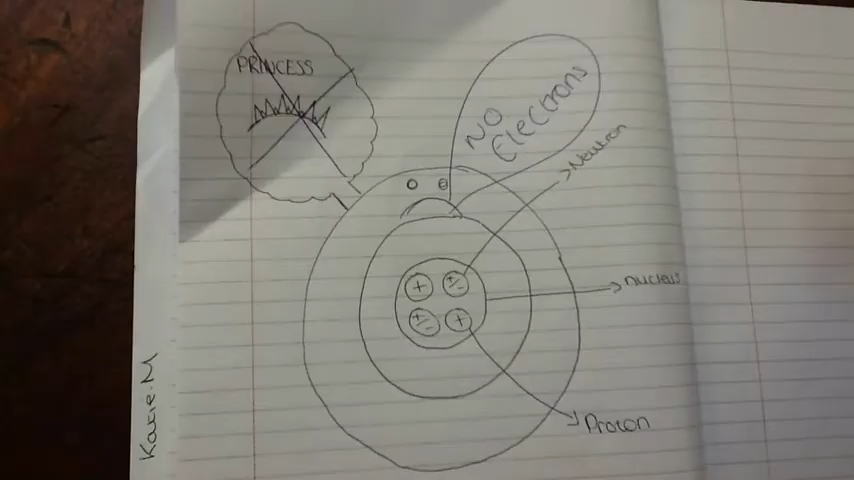 PRINCESS
NO
Electrons
Neutron
nucleus
Proton
Katie.M